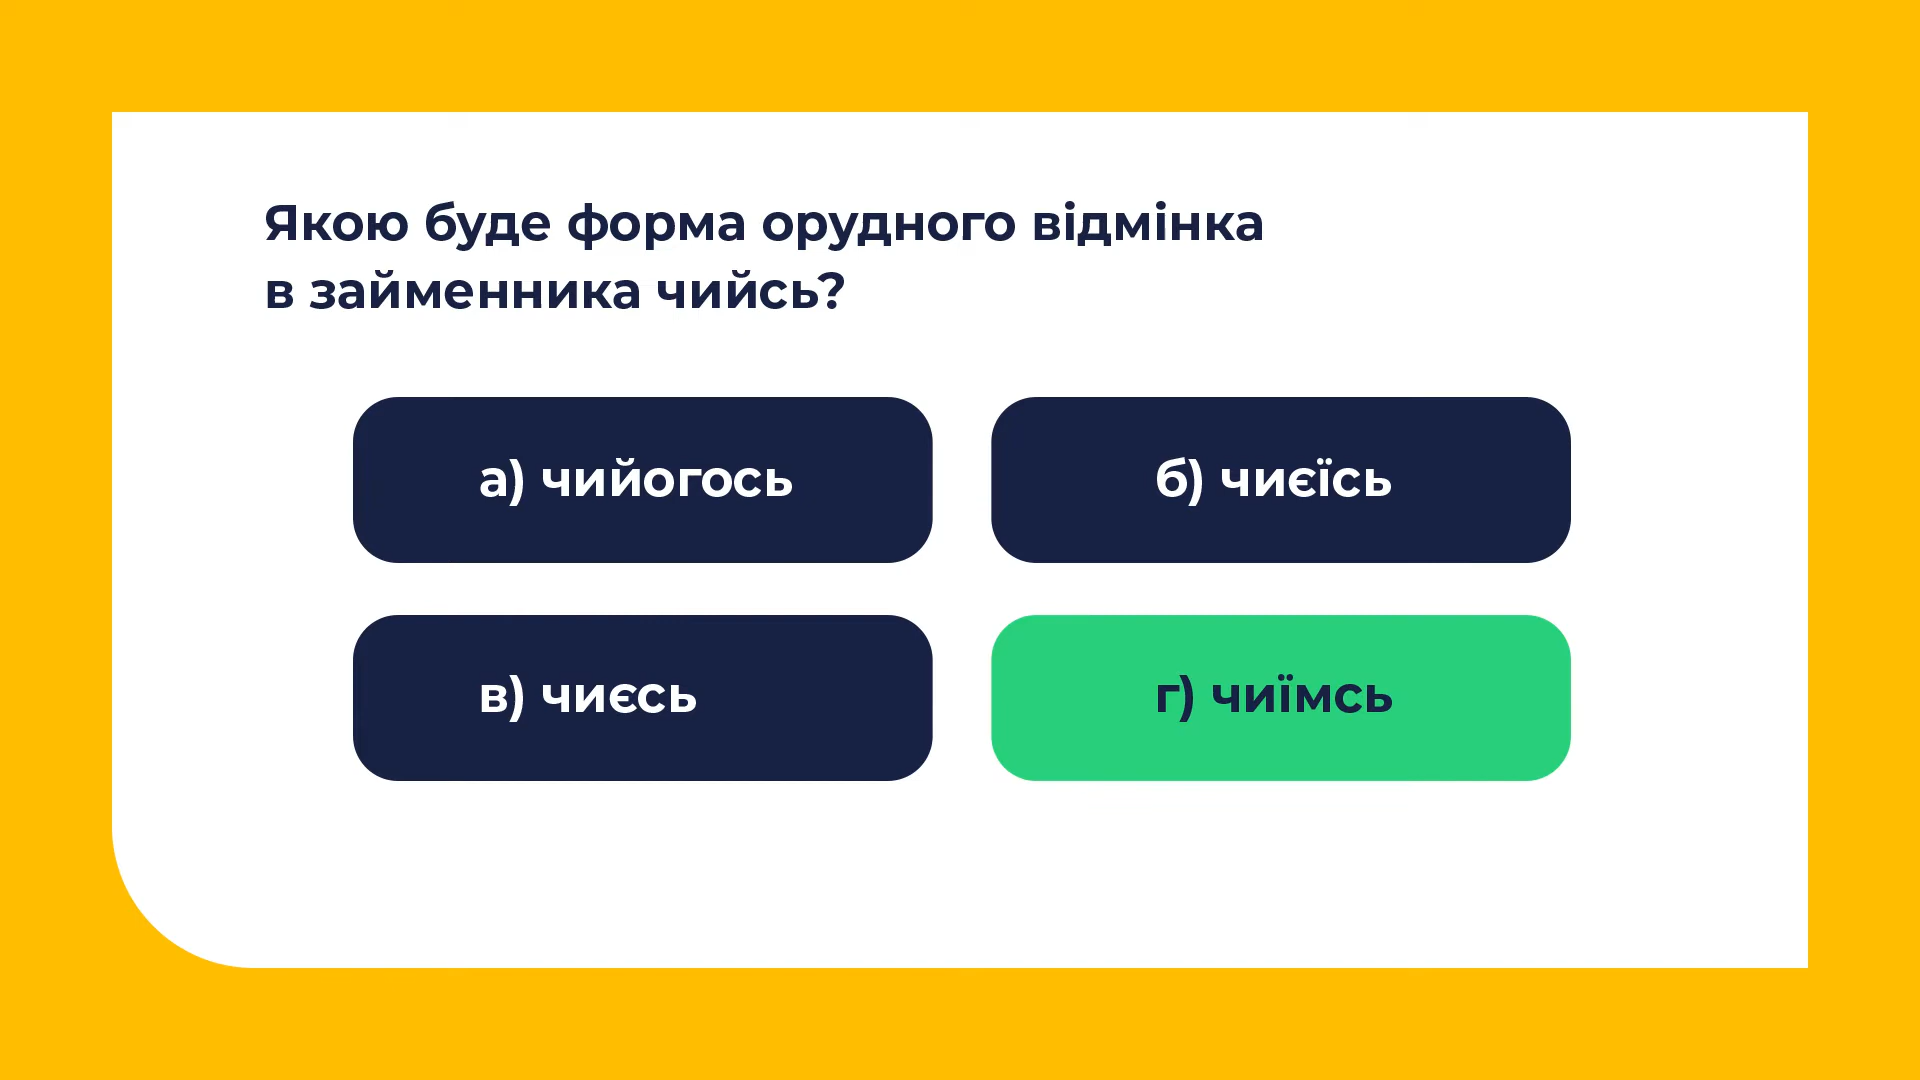 Якою буде форма орудного відмінка
в займенника чийсь?
а) чийогось
б) чиєїсь
в) чиєсь
г) чиїмсь